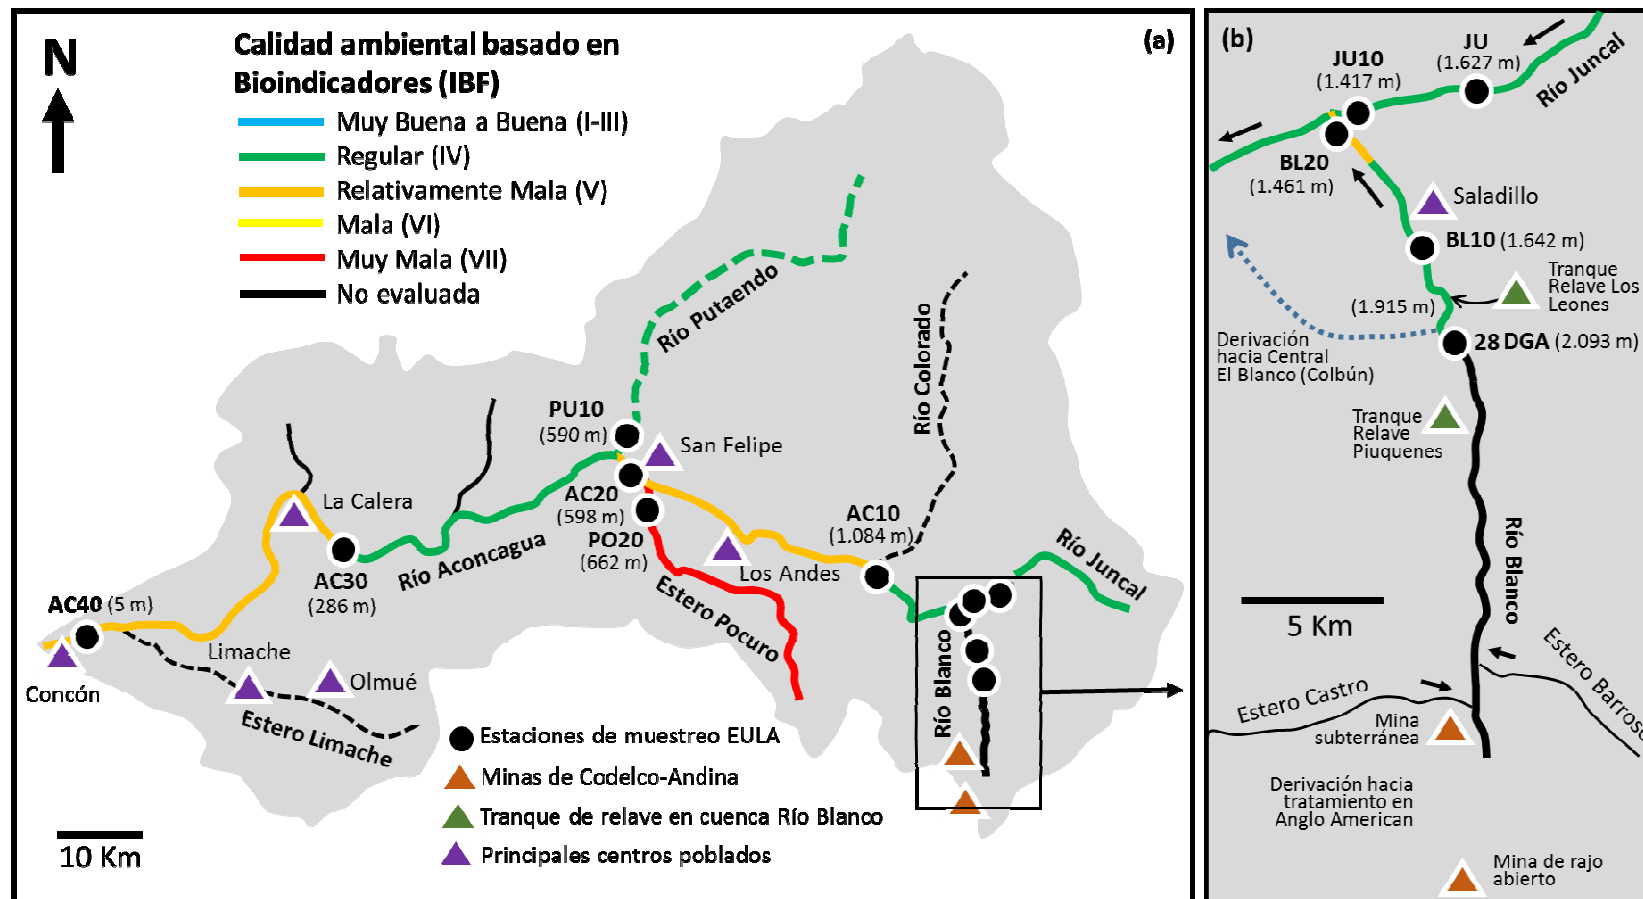 N
Calidad ambiental basado en
Bioindicadores (IBF)
Muy Buena a Buena (I-III)
Regular (IV)
Relativamente Mala (V)
Mala (VI)
Muy Mala (VII)
No evaluada
(a)
Río Putaendo
Río Colorado
PU10
(590 m)
San Felipe
AC20
(598 m)
PO20
(662 m)
La Calera
AC30
(286 m)
Río Aconcagua
AC10
(1.084 m)
Los Andes
Estero Pocuro
Río Juncal
Río Blanco
AC40 (5 m)
Concón
Limache
Olmué
Estero Limache
Estaciones de muestreo EULA
Minas de Codelco-Andina
Tranque de relave en cuenca Río Blanco
Principales centros poblados
10 Km
(b)
JU
(1.627 m)
JU10
(1.417 m)
Río Juncal
BL20
(1.461 m)
Saladillo
BL10 (1.642 m)
Tranque
Relave Los
Leones
(1.915 m)
28 DGA (2.093 m)
Derivación
hacia Central
El Blanco (Colbún)
Tranque
Relave
Piuquenes
Río Blanco
5 Km
Estero Castro
Estero Barroso
Mina
subterránea
Derivación hacia
tratamiento en
Anglo American
Mina de rajo
abierto